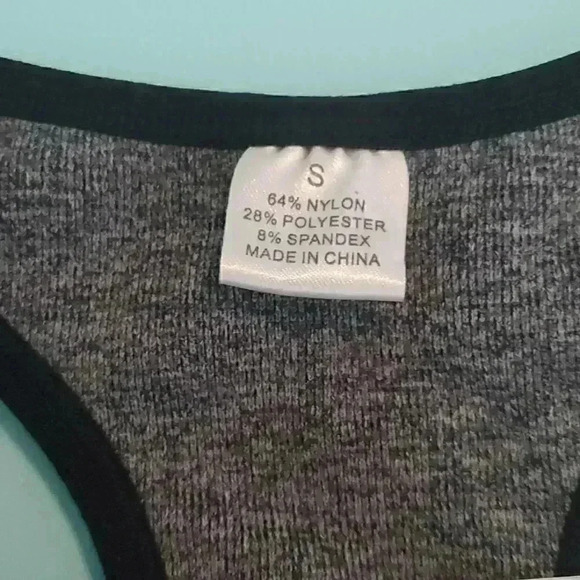 S
64% NYLON
28% POLYESTER
8% SPANDEX
MADE IN CHINA